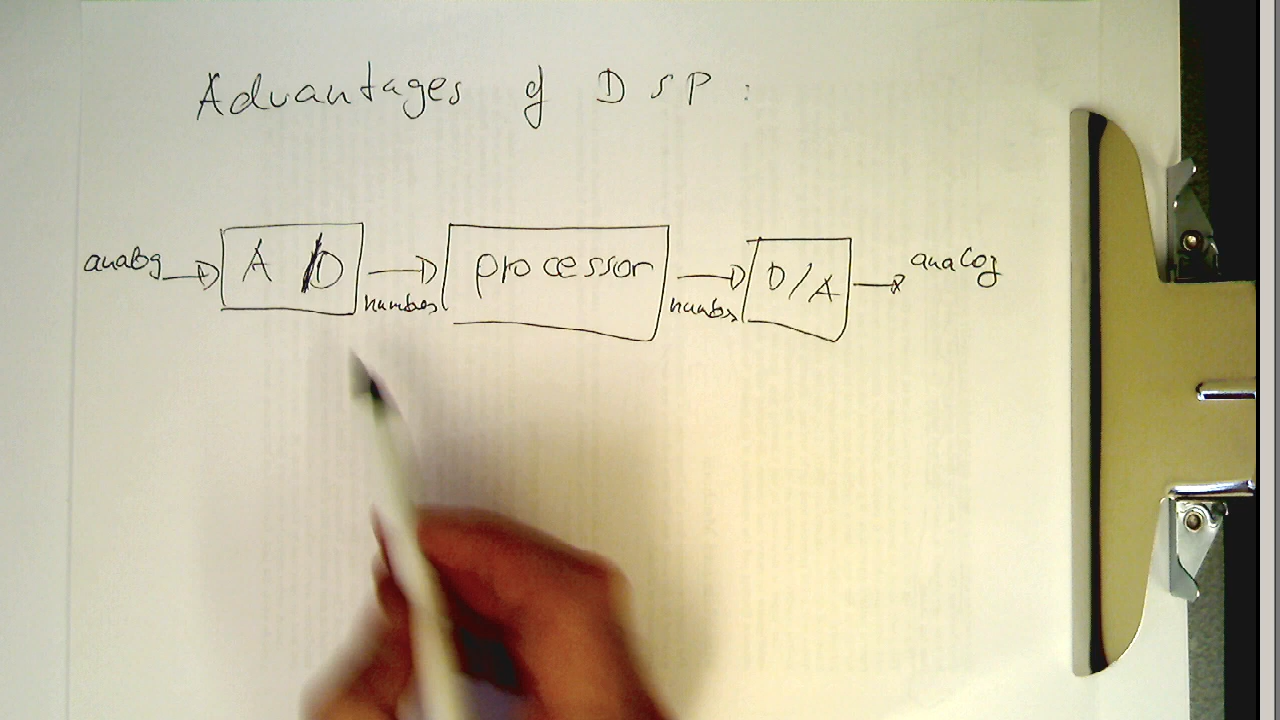 Advantages of DSP:
analog A/D processor D/A analog
numbers numbers